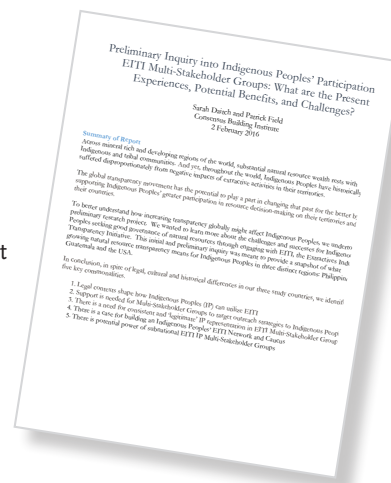 Preliminary Inquiry into Indigenous Peoples' Participation
EITI Multi-Stakeholder Groups: What are the Present
Experiences, Potential Benefits, and Challenges?
Sarah Daitch and Patrick Field
Consensus Building Institute
2 February 2016
Summary of Report
Across mineral rich and developing regions of the world, substantial natural resource wealth rests with
Indigenous and tribal communities. And yet, throughout the world, Indigenous Peoples have historically
suffered disproportionately from negative impacts of extractive activities in their territories.
The global transparency movement has the potential to play a part in changing that past for the better b
supporting Indigenous Peoples' greater participation in resource decision-making on their territories and
their countries.
To better understand how increasing transparency globally might affect Indigenous Peoples, we undertook
preliminary research project. We wanted to learn more about the challenges and successes for Indigenous
Peoples seeking good governance of natural resources through engaging with EITI, the Extractives Indu
Transparency Initiative. This initial and preliminary inquiry was meant to provide a snapshot of what
growing natural resource transparency means for Indigenous Peoples in three distinct regions: Philippin
Guatemala and the USA.
In conclusion, in spite of legal, cultural and historical differences in our three study countries, we identifi
five key commonalities.
1. Legal contexts shape how Indigenous Peoples (IP) can utilize EITI
2. Support is needed for Multi-Stakeholder Groups to target outreach strategies to Indigenous Peop
3. There is a need for consistent and 'legitimate' IP representation in EITI Multi-Stakeholder Group
4. There is a case for building an Indigenous Peoples' EITI Network and Caucus
5. There is potential power of subnational EITI IP Multi-Stakeholder Groups
t